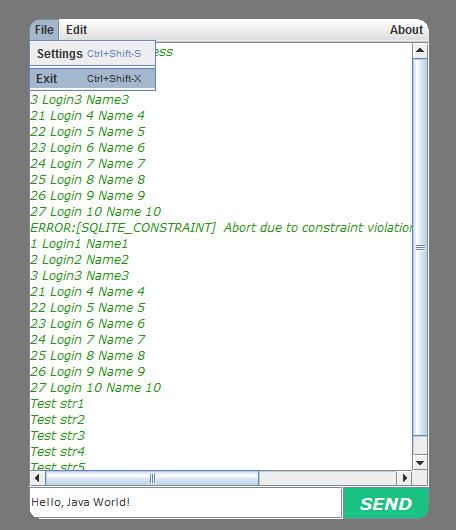 File Edit About
Settings Ctrl+Shift-S
Exit Ctrl+Shift-X
3 Login3 Name3
21 Login 4 Name 4
22 Login 5 Name 5
23 Login 6 Name 6
24 Login 7 Name 7
25 Login 8 Name 8
26 Login 9 Name 9
27 Login 10 Name 10
ERROR:[SQLITE_CONSTRAINT] Abort due to constraint violation
1 Login1 Name1
2 Login2 Name2
3 Login3 Name3
21 Login 4 Name 4
22 Login 5 Name 5
23 Login 6 Name 6
24 Login 7 Name 7
25 Login 8 Name 8
26 Login 9 Name 9
27 Login 10 Name 10
Test str1
Test str2
Test str3
Test str4
Test str5
Hello, Java World!
SEND